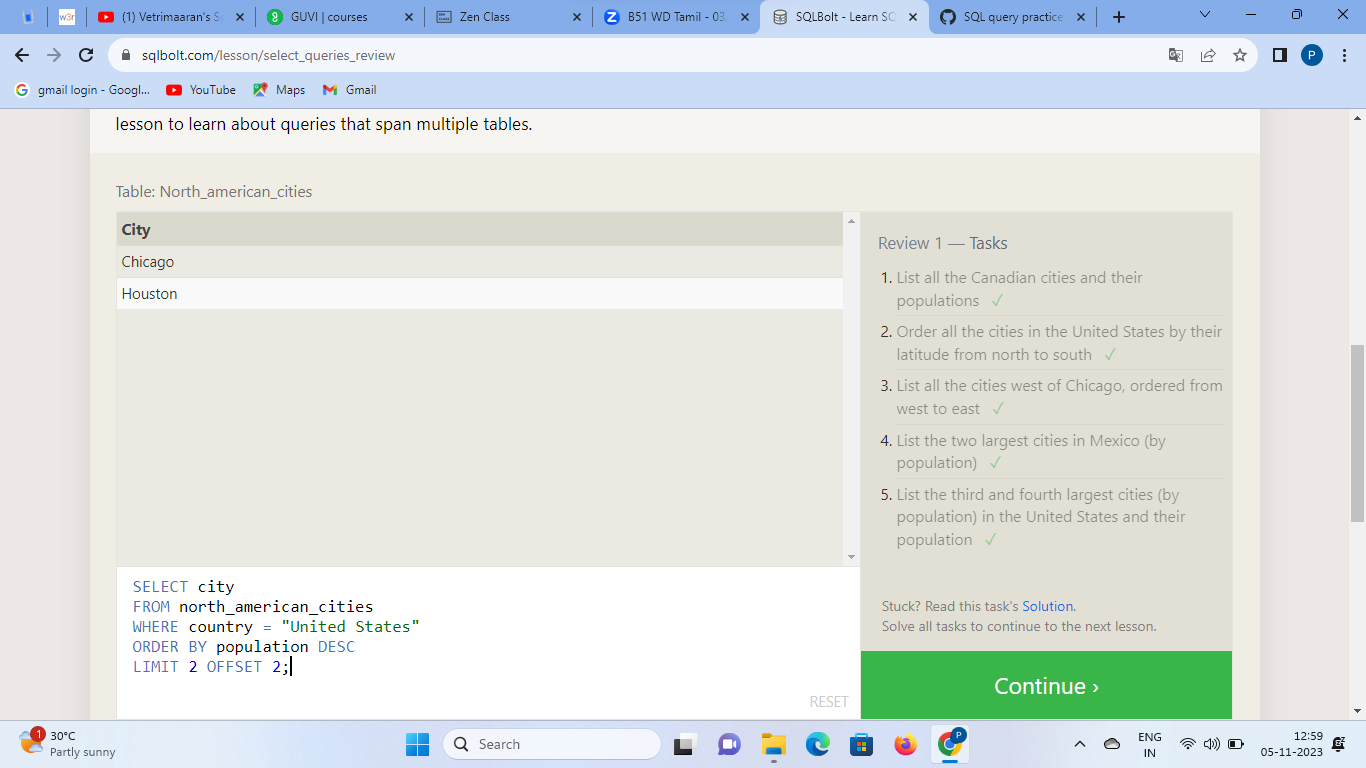 (1) Vetrimaaran's S
GUVI | courses
Zen Class
B51 WD Tamil - 03
SQLBolt - Learn SQ
SQL query practice
sqlbolt.com/lesson/select_queries_review
P
gmail login - Googl...
YouTube
Maps
Gmail
lesson to learn about queries that span multiple tables.
Table: North_american_cities
City
Chicago
Houston
SELECT city
FROM north_american_cities
WHERE country = "United States"
ORDER BY population DESC
LIMIT 2 OFFSET 2;
RESET
Review 1 — Tasks
1. List all the Canadian cities and their
populations ✓
2. Order all the cities in the United States by their
latitude from north to south ✓
3. List all the cities west of Chicago, ordered from
west to east ✓
4. List the two largest cities in Mexico (by
population) ✓
5. List the third and fourth largest cities (by
population) in the United States and their
population ✓
Stuck? Read this task's Solution.
Solve all tasks to continue to the next lesson.
Continue ›
1
30°C
Partly sunny
Search
P
ENG
IN
12:59
05-11-2023